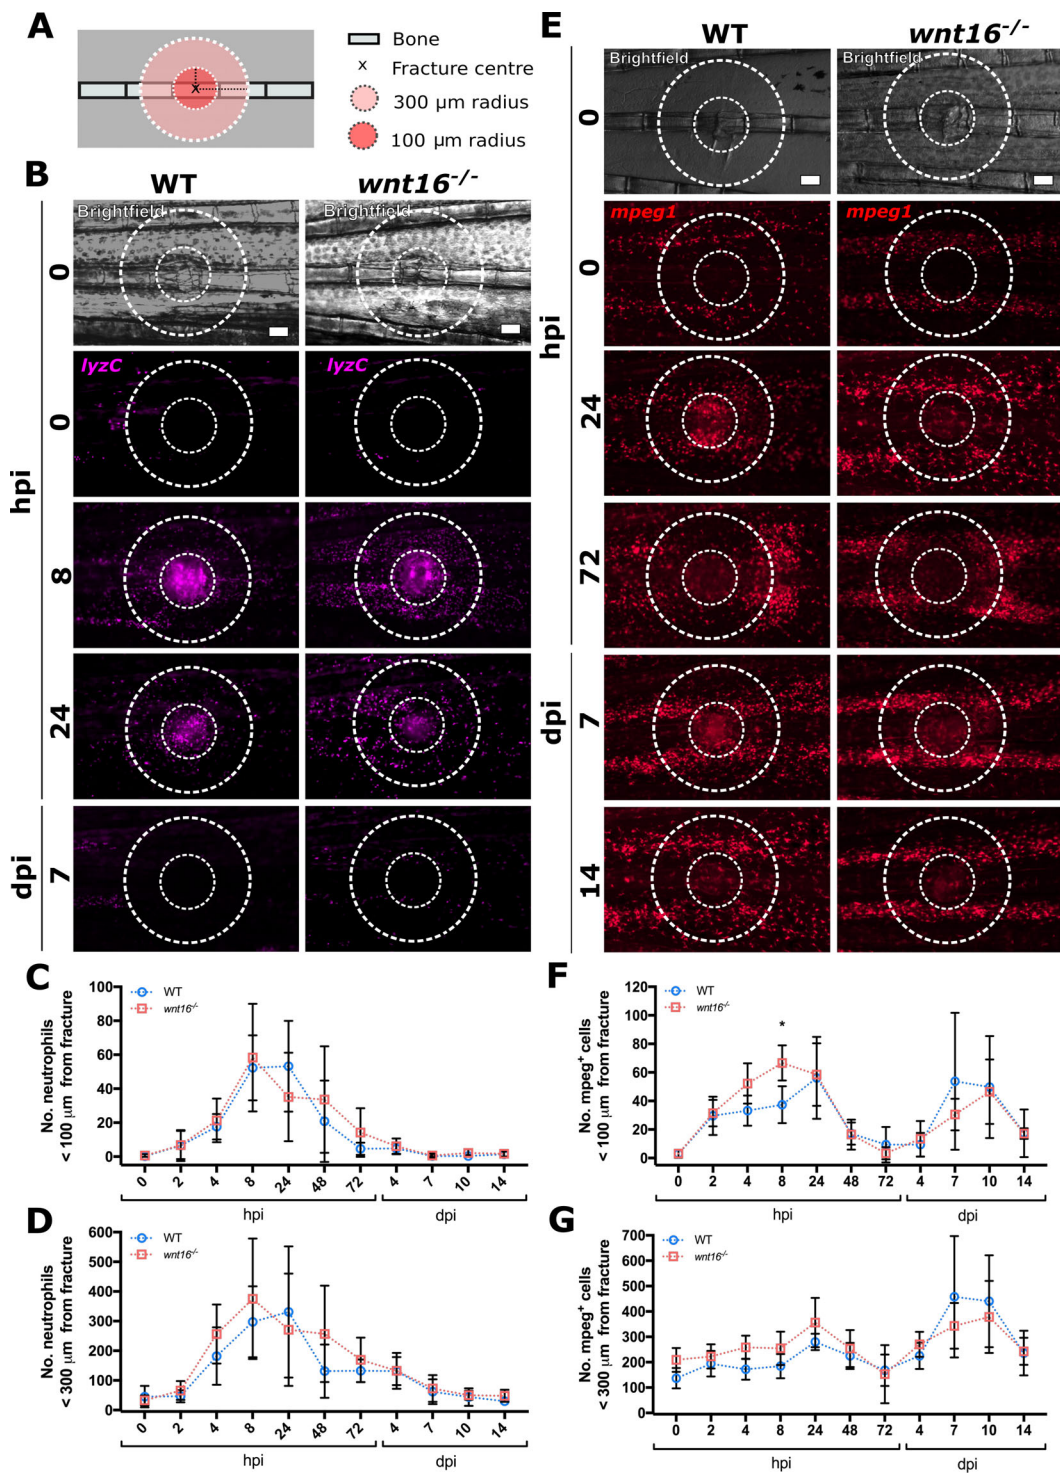 A
Bone
x Fracture centre
300 µm radius
100 µm radius
B
WT wnt16-/-
hpi
dpi
0
Brightfield Brightfield
0
lyzC
8
24
7
E
WT wnt16-/-
hpi
dpi
0
Brightfield Brightfield
0
mpeg1 mpeg1
24
72
7
14
C
No. neutrophils
< 100 µm from fracture
WT
wnt16-/-
100
80
60
40
20
0
0 2 4 8 24 48 72 4 7 10 14
hpi dpi
D
No. neutrophils
< 300 µm from fracture
WT
wnt16-/-
600
500
400
300
200
100
0
0 2 4 8 24 48 72 4 7 10 14
hpi dpi
F
No. mpeg+ cells
< 100 µm from fracture
WT
wnt16-/-
120
100
80
60
40
20
0
*
0 2 4 8 24 48 72 4 7 10 14
hpi dpi
G
No. mpeg+ cells
< 300 µm from fracture
WT
wnt16-/-
700
600
500
400
300
200
100
0
0 2 4 8 24 48 72 4 7 10 14
hpi dpi